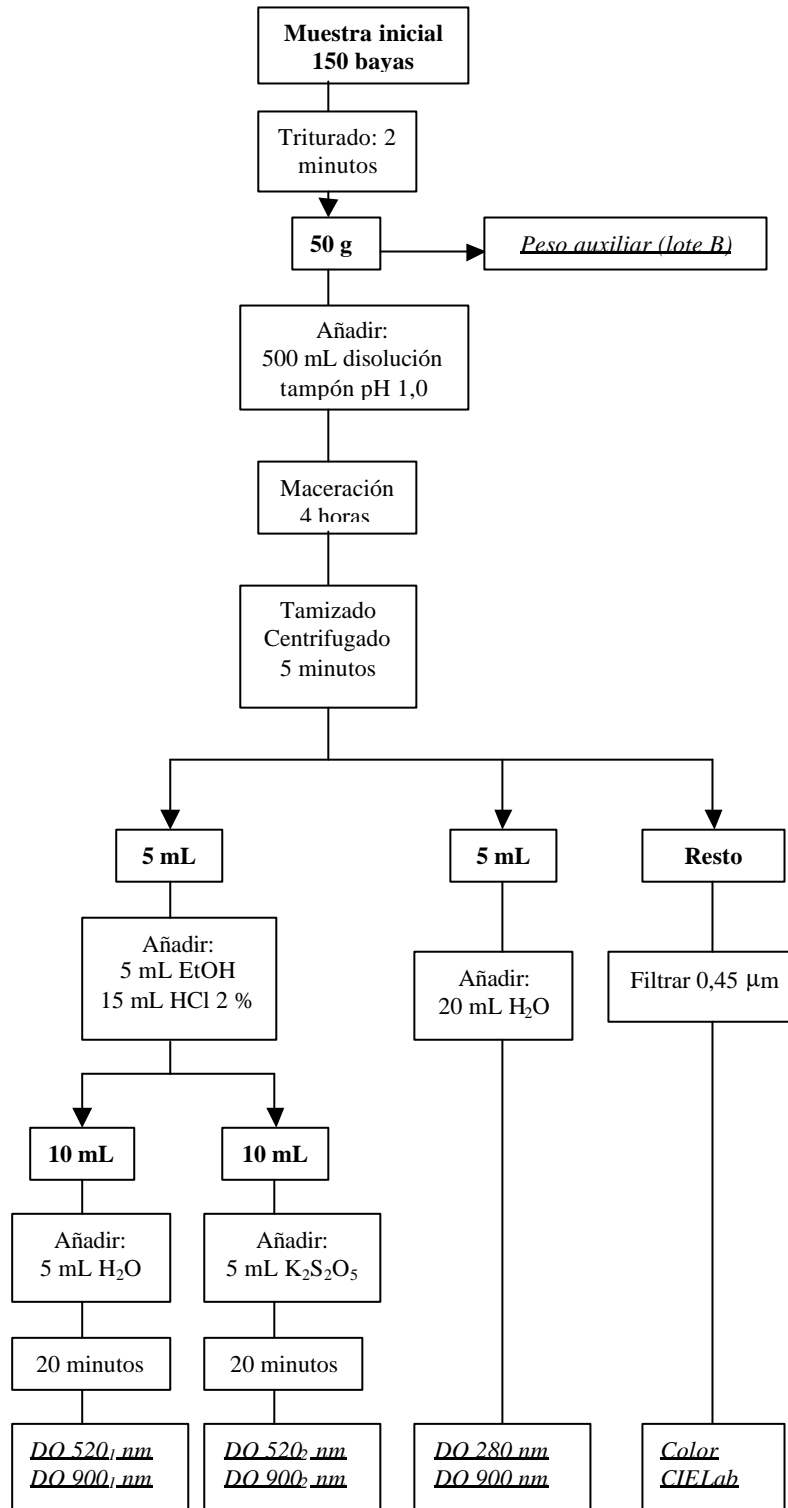 Muestra inicial
150 bayas
Triturado: 2
minutos
50 g
Peso auxiliar (lote B)
Añadir:
500 mL disolución
tampón pH 1,0
Maceración
4 horas
Tamizado
Centrifugado
5 minutos
5 mL
5 mL
Resto
Añadir:
5 mL EtOH
15 mL HCl 2 %
Añadir:
20 mL H₂O
Filtrar 0,45 μm
10 mL
10 mL
Añadir:
5 mL H₂O
Añadir:
5 mL K₂S₂O₅
20 minutos
20 minutos
DO 520₁ nm
DO 900₁ nm
DO 520₂ nm
DO 900₂ nm
DO 280 nm
DO 900 nm
Color
CIELab